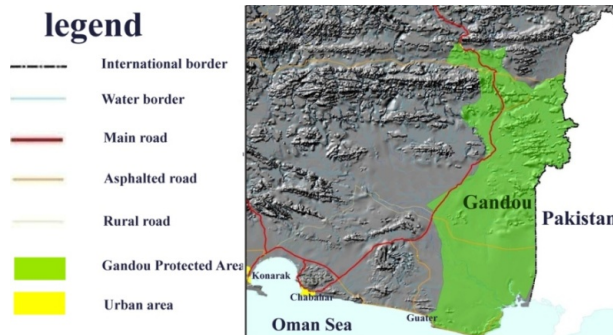 legend
International border
Water border
Main road
Asphalted road
Rural road
Gandou Protected Area
Urban area
Gandou
Pakistan
Konarak
Chabahar
Guater
Oman Sea